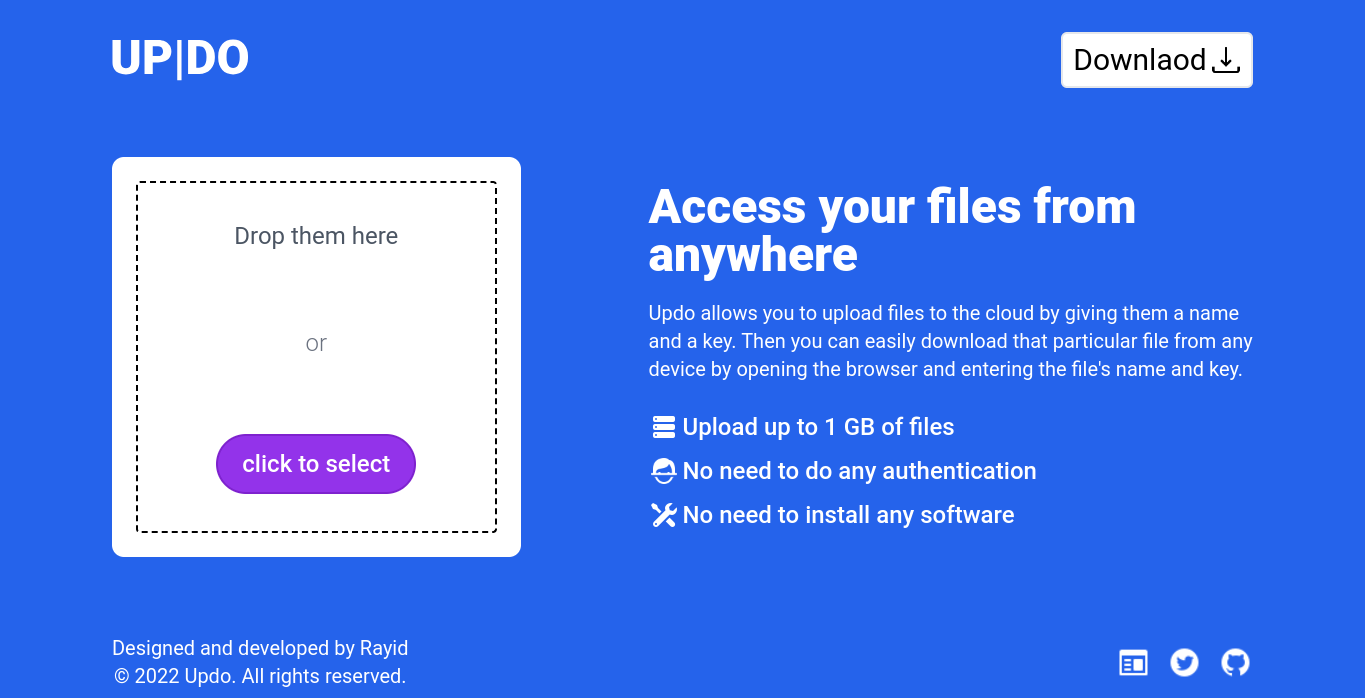 UP|DO
Downlaod
Drop them here
or
click to select
Access your files from
anywhere
Updo allows you to upload files to the cloud by giving them a name
and a key. Then you can easily download that particular file from any
device by opening the browser and entering the file's name and key.
Upload up to 1 GB of files
No need to do any authentication
No need to install any software
Designed and developed by Rayid
© 2022 Updo. All rights reserved.